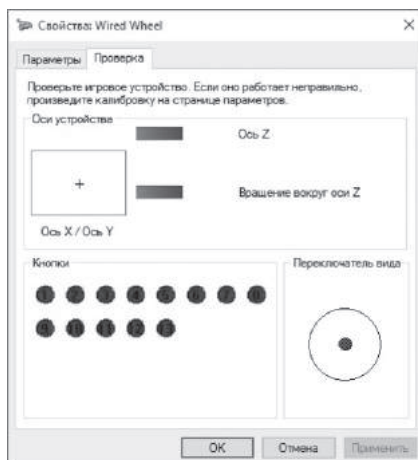 Свойства: Wired Wheel
Параметры
Проверка
Проверьте игровое устройство. Если оно работает неправильно,
произведите калибровку на странице параметров.
Оси устройства
Ось Z
Вращение вокруг оси Z
Ось X / Ось Y
Кнопки
Переключатель вида
1 2 3 4 5 6 7 8
9 10 11 12 13
OK
Отмена
Применить